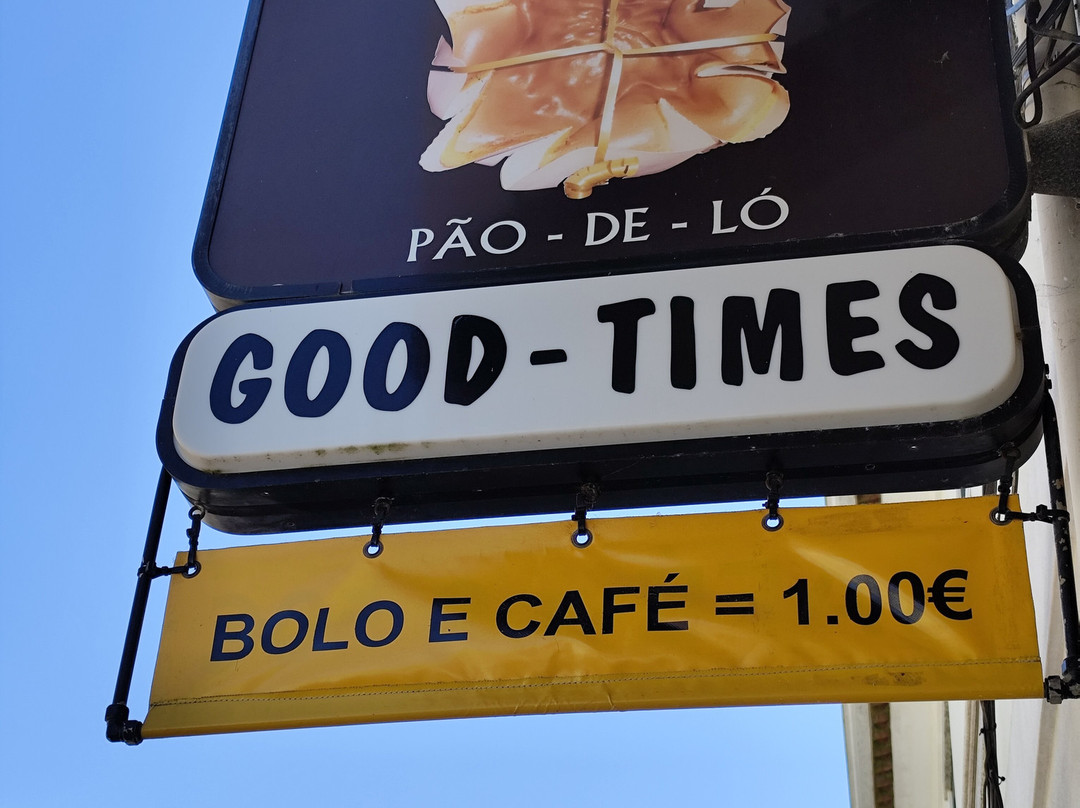 PÃO - DE - LÓ
GOOD - TIMES
BOLO E CAFÉ = 1.00€